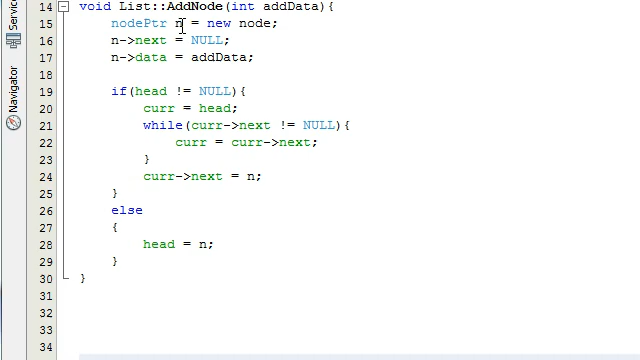 Service
Navigator
14 void List::AddNode(int addData){
15 nodePtr n = new node;
16 n->next = NULL;
17 n->data = addData;
18
19 if(head != NULL){
20 curr = head;
21 while(curr->next != NULL){
22 curr = curr->next;
23 }
24 curr->next = n;
25 }
26 else
27 {
28 head = n;
29 }
30 }
31
32
33
34